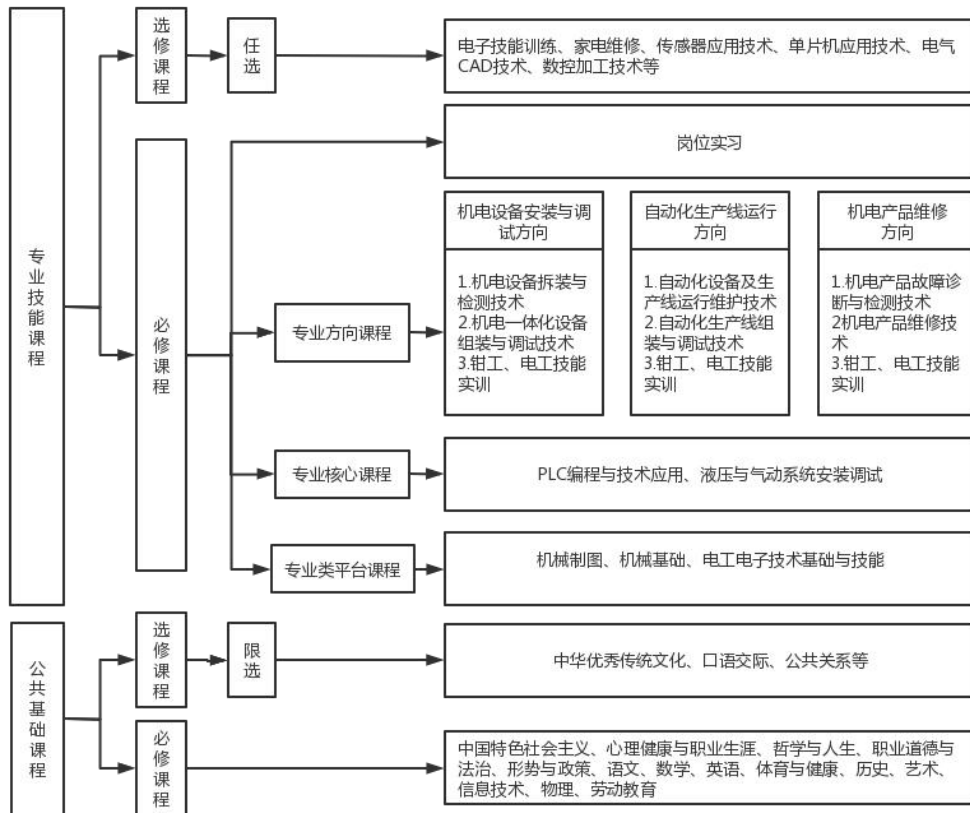 专业技能课程
选修课程
任选
电子技能训练、家电维修、传感器应用技术、单片机应用技术、电气
CAD技术、数控加工技术等
必修课程
岗位实习
专业方向课程
机电设备安装与调
试方向
1.机电设备拆装与
检测技术
2.机电一体化设备
组装与调试技术
3.钳工、电工技能
实训
自动化生产线运行
方向
1.自动化设备及生
产线运行维护技术
2.自动化生产线组
装与调试技术
3.钳工、电工技能
实训
机电产品维修
方向
1.机电产品故障诊
断与检测技术
2机电产品维修技
术
3.钳工、电工技能
实训
专业核心课程
PLC编程与技术应用、液压与气动系统安装调试
专业类平台课程
机械制图、机械基础、电工电子技术基础与技能
公共基础课程
选修课程
限选
中华优秀传统文化、口语交际、公共关系等
必修课程
中国特色社会主义、心理健康与职业生涯、哲学与人生、职业道德与
法治、形势与政策、语文、数学、英语、体育与健康、历史、艺术、
信息技术、物理、劳动教育